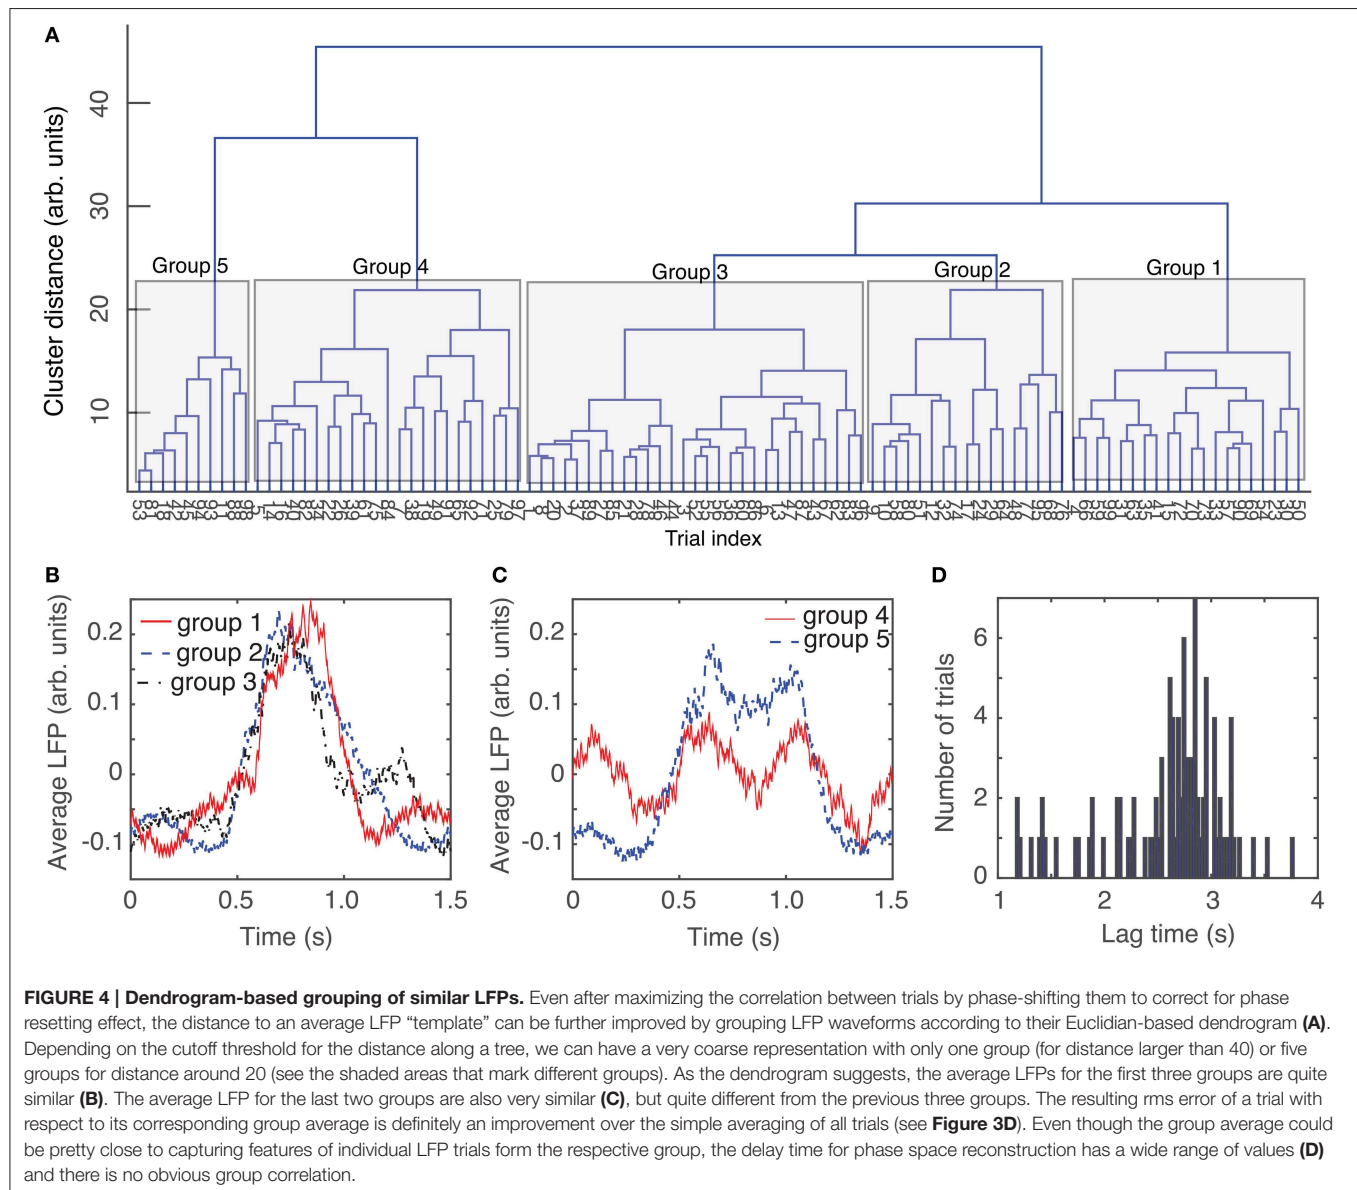 A
Cluster distance (arb. units)
40
30
20
10
Group 5
Group 4
Group 3
Group 2
Group 1
Trial index
B
Average LFP (arb. units)
0.2
0.1
0
-0.1
group 1
group 2
group 3
0
0.5
1.0
1.5
Time (s)
C
Average LFP (arb. units)
0.2
0.1
0
-0.1
group 4
group 5
0
0.5
1.0
1.5
Time (s)
D
Number of trials
6
4
2
0
1
2
3
4
Lag time (s)
FIGURE 4 | Dendrogram-based grouping of similar LFPs. Even after maximizing the correlation between trials by phase-shifting them to correct for phase
resetting effect, the distance to an average LFP “template” can be further improved by grouping LFP waveforms according to their Euclidian-based dendrogram (A).
Depending on the cutoff threshold for the distance along a tree, we can have a very coarse representation with only one group (for distance larger than 40) or five
groups for distance around 20 (see the shaded areas that mark different groups). As the dendrogram suggests, the average LFPs for the first three groups are quite
similar (B). The average LFP for the last two groups are also very similar (C), but quite different from the previous three groups. The resulting rms error of a trial with
respect to its corresponding group average is definitely an improvement over the simple averaging of all trials (see Figure 3D). Even though the group average could
be pretty close to capturing features of individual LFP trials form the respective group, the delay time for phase space reconstruction has a wide range of values (D)
and there is no obvious group correlation.